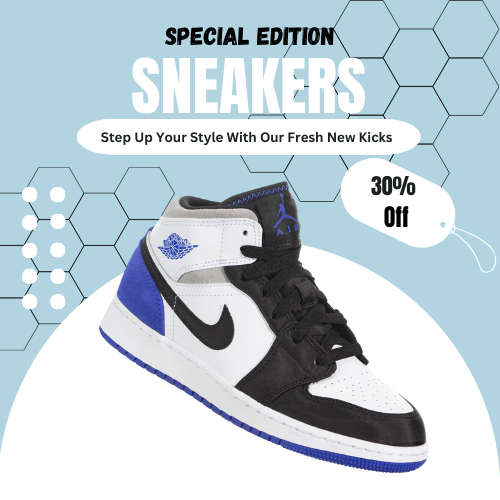 SPECIAL EDITION
SNEAKERS
Step Up Your Style With Our Fresh New Kicks
30%
Off
AIR